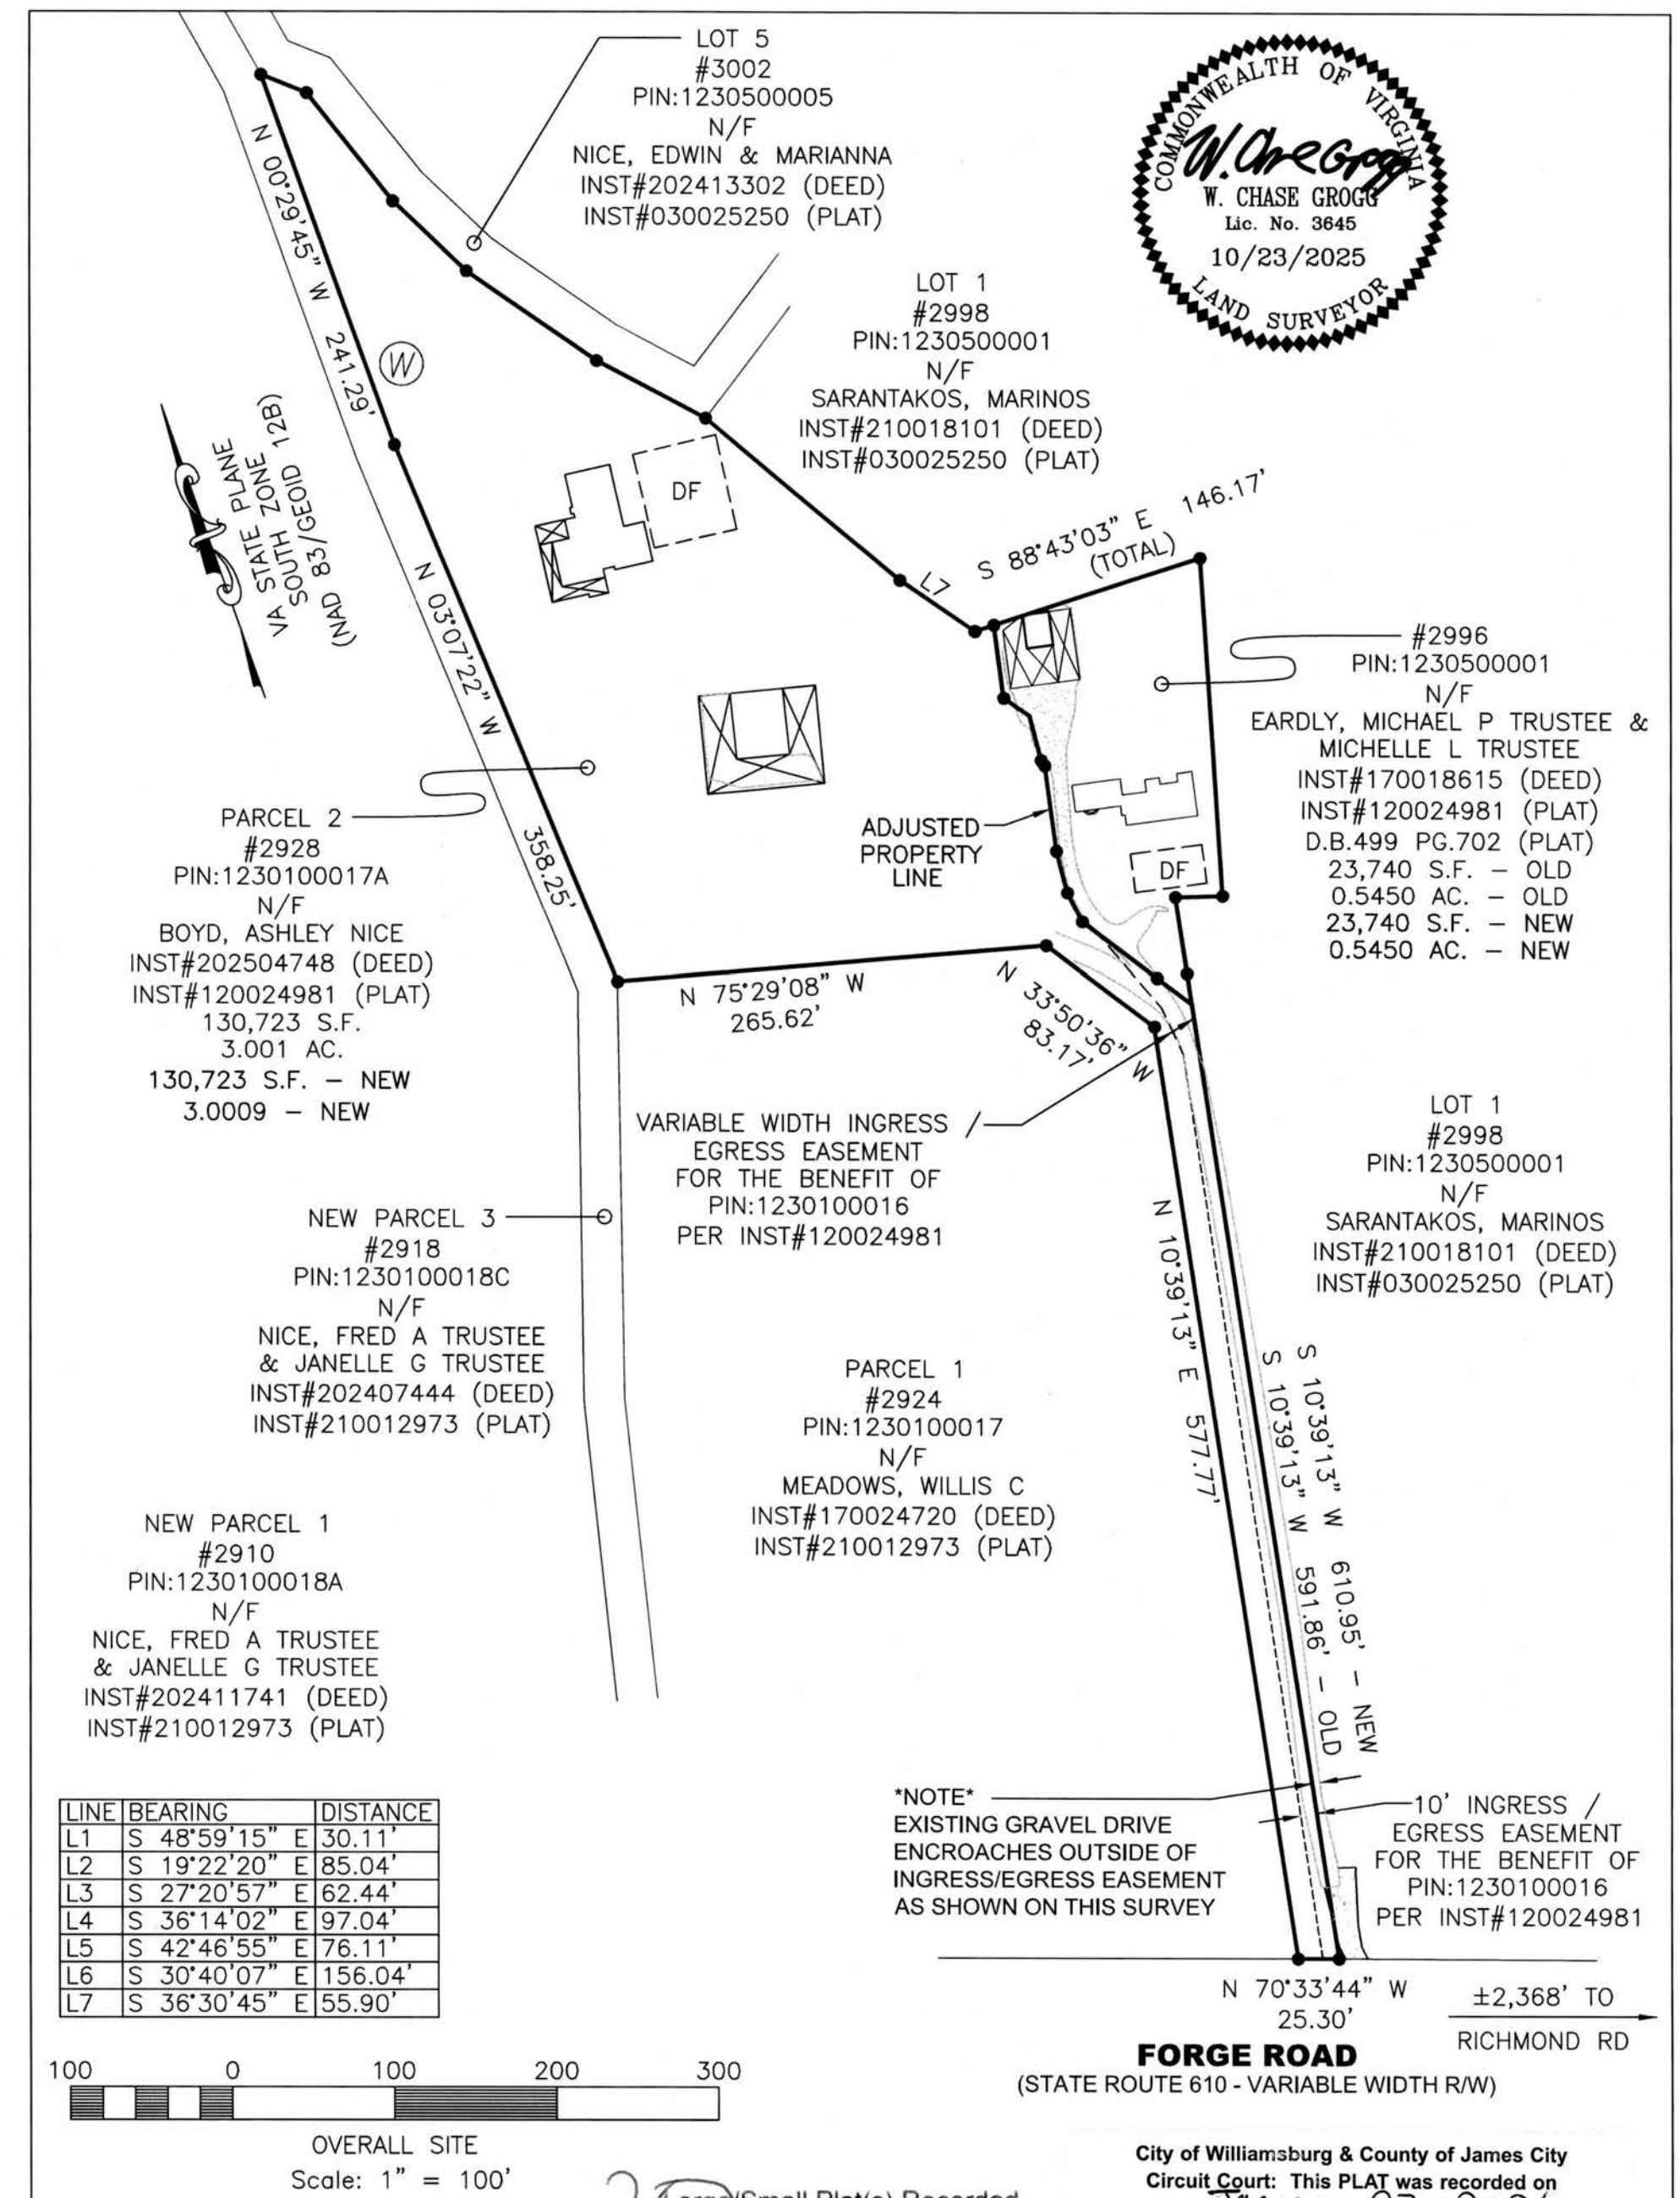 LOT 5
#3002
PIN:1230500005
N/F
NICE, EDWIN & MARIANNA
INST#202413302 (DEED)
INST#030025250 (PLAT)
COMMONWEALTH OF VIRGINIA
W. CHASE GROGG
Lic. No. 3645
10/23/2025
LAND SURVEYOR
LOT 1
#2998
PIN:1230500001
N/F
SARANTAKOS, MARINOS
INST#210018101 (DEED)
INST#030025250 (PLAT)
N 00°29'45" W 241.29'
W
VA STATE PLANE
SOUTH ZONE
(NAD 83/GEOID 12B)
DF
N 03°07'22" W
358.25'
L7
S 88°43'03" E 146.17'
(TOTAL)
#2996
PIN:1230500001
N/F
EARDLY, MICHAEL P TRUSTEE &
MICHELLE L TRUSTEE
INST#170018615 (DEED)
INST#120024981 (PLAT)
D.B.499 PG.702 (PLAT)
23,740 S.F. - OLD
0.5450 AC. - OLD
23,740 S.F. - NEW
0.5450 AC. - NEW
ADJUSTED
PROPERTY
LINE
DF
PARCEL 2
#2928
PIN:1230100017A
N/F
BOYD, ASHLEY NICE
INST#202504748 (DEED)
INST#120024981 (PLAT)
130,723 S.F.
3.001 AC.
130,723 S.F. - NEW
3.0009 - NEW
N 75°29'08" W
265.62'
N 33°50'36" W
83.17'
VARIABLE WIDTH INGRESS /
EGRESS EASEMENT
FOR THE BENEFIT OF
PIN:1230100016
PER INST#120024981
LOT 1
#2998
PIN:1230500001
N/F
SARANTAKOS, MARINOS
INST#210018101 (DEED)
INST#030025250 (PLAT)
NEW PARCEL 3
#2918
PIN:1230100018C
N/F
NICE, FRED A TRUSTEE
& JANELLE G TRUSTEE
INST#202407444 (DEED)
INST#210012973 (PLAT)
PARCEL 1
#2924
PIN:1230100017
N/F
MEADOWS, WILLIS C
INST#170024720 (DEED)
INST#210012973 (PLAT)
N 10°39'13" E 577.77'
S 10°39'13" W 610.95' - NEW
S 10°39'13" W 591.86' - OLD
NEW PARCEL 1
#2910
PIN:1230100018A
N/F
NICE, FRED A TRUSTEE
& JANELLE G TRUSTEE
INST#202411741 (DEED)
INST#210012973 (PLAT)
*NOTE*
EXISTING GRAVEL DRIVE
ENCROACHES OUTSIDE OF
INGRESS/EGRESS EASEMENT
AS SHOWN ON THIS SURVEY
10' INGRESS /
EGRESS EASEMENT
FOR THE BENEFIT OF
PIN:1230100016
PER INST#120024981
LINE BEARING DISTANCE
L1 S 48°59'15" E 30.11'
L2 S 19°22'20" E 85.04'
L3 S 27°20'57" E 62.44'
L4 S 36°14'02" E 97.04'
L5 S 42°46'55" E 76.11'
L6 S 30°40'07" E 156.04'
L7 S 36°30'45" E 55.90'
N 70°33'44" W
25.30'
±2,368' TO
RICHMOND RD
FORGE ROAD
(STATE ROUTE 610 - VARIABLE WIDTH R/W)
100 0 100 200 300
OVERALL SITE
Scale: 1" = 100'
City of Williamsburg & County of James City
Circuit Court: This PLAT was recorded on
Large/Small Plat(s) Recorded